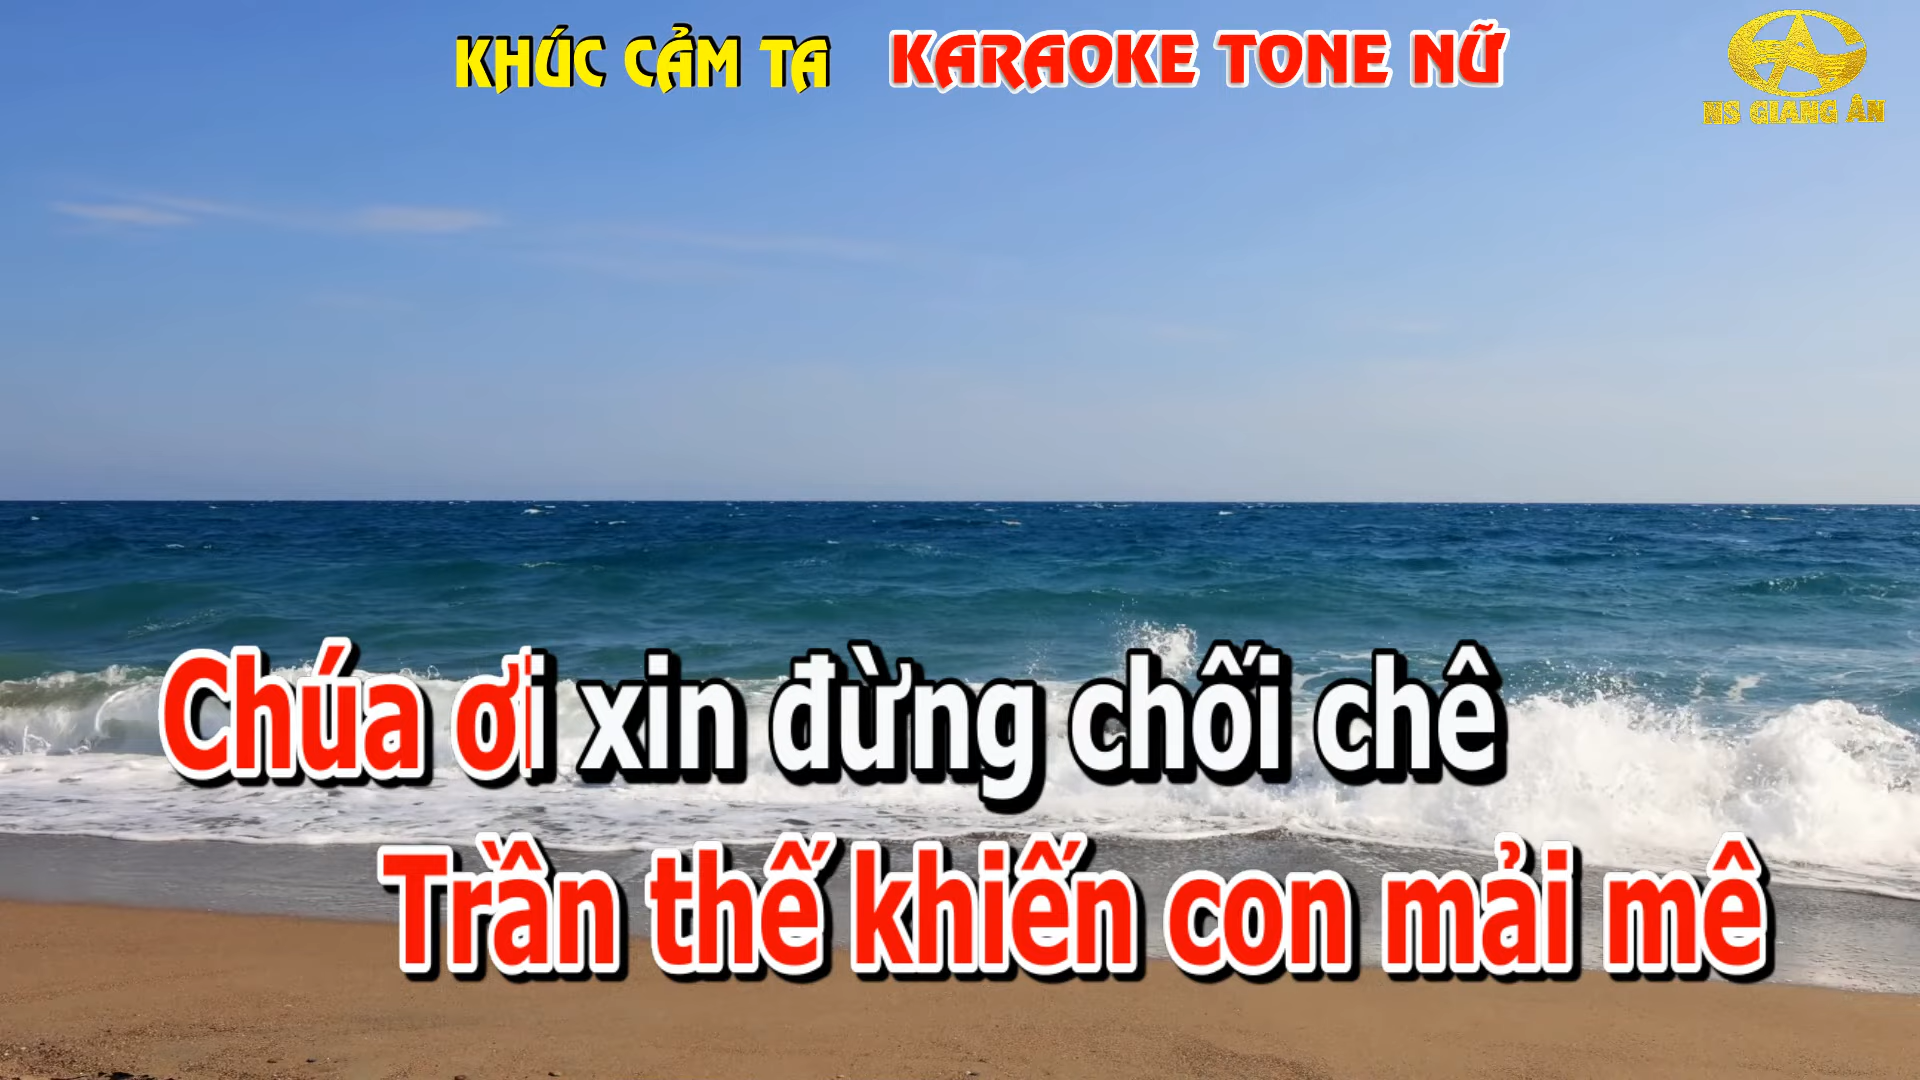 KHÚC CẢM TA KARAOKE TONE NỮ
NS GIANG ÂN
Chúa ơi xin đừng chối chê
Trần thế khiến con mải mê